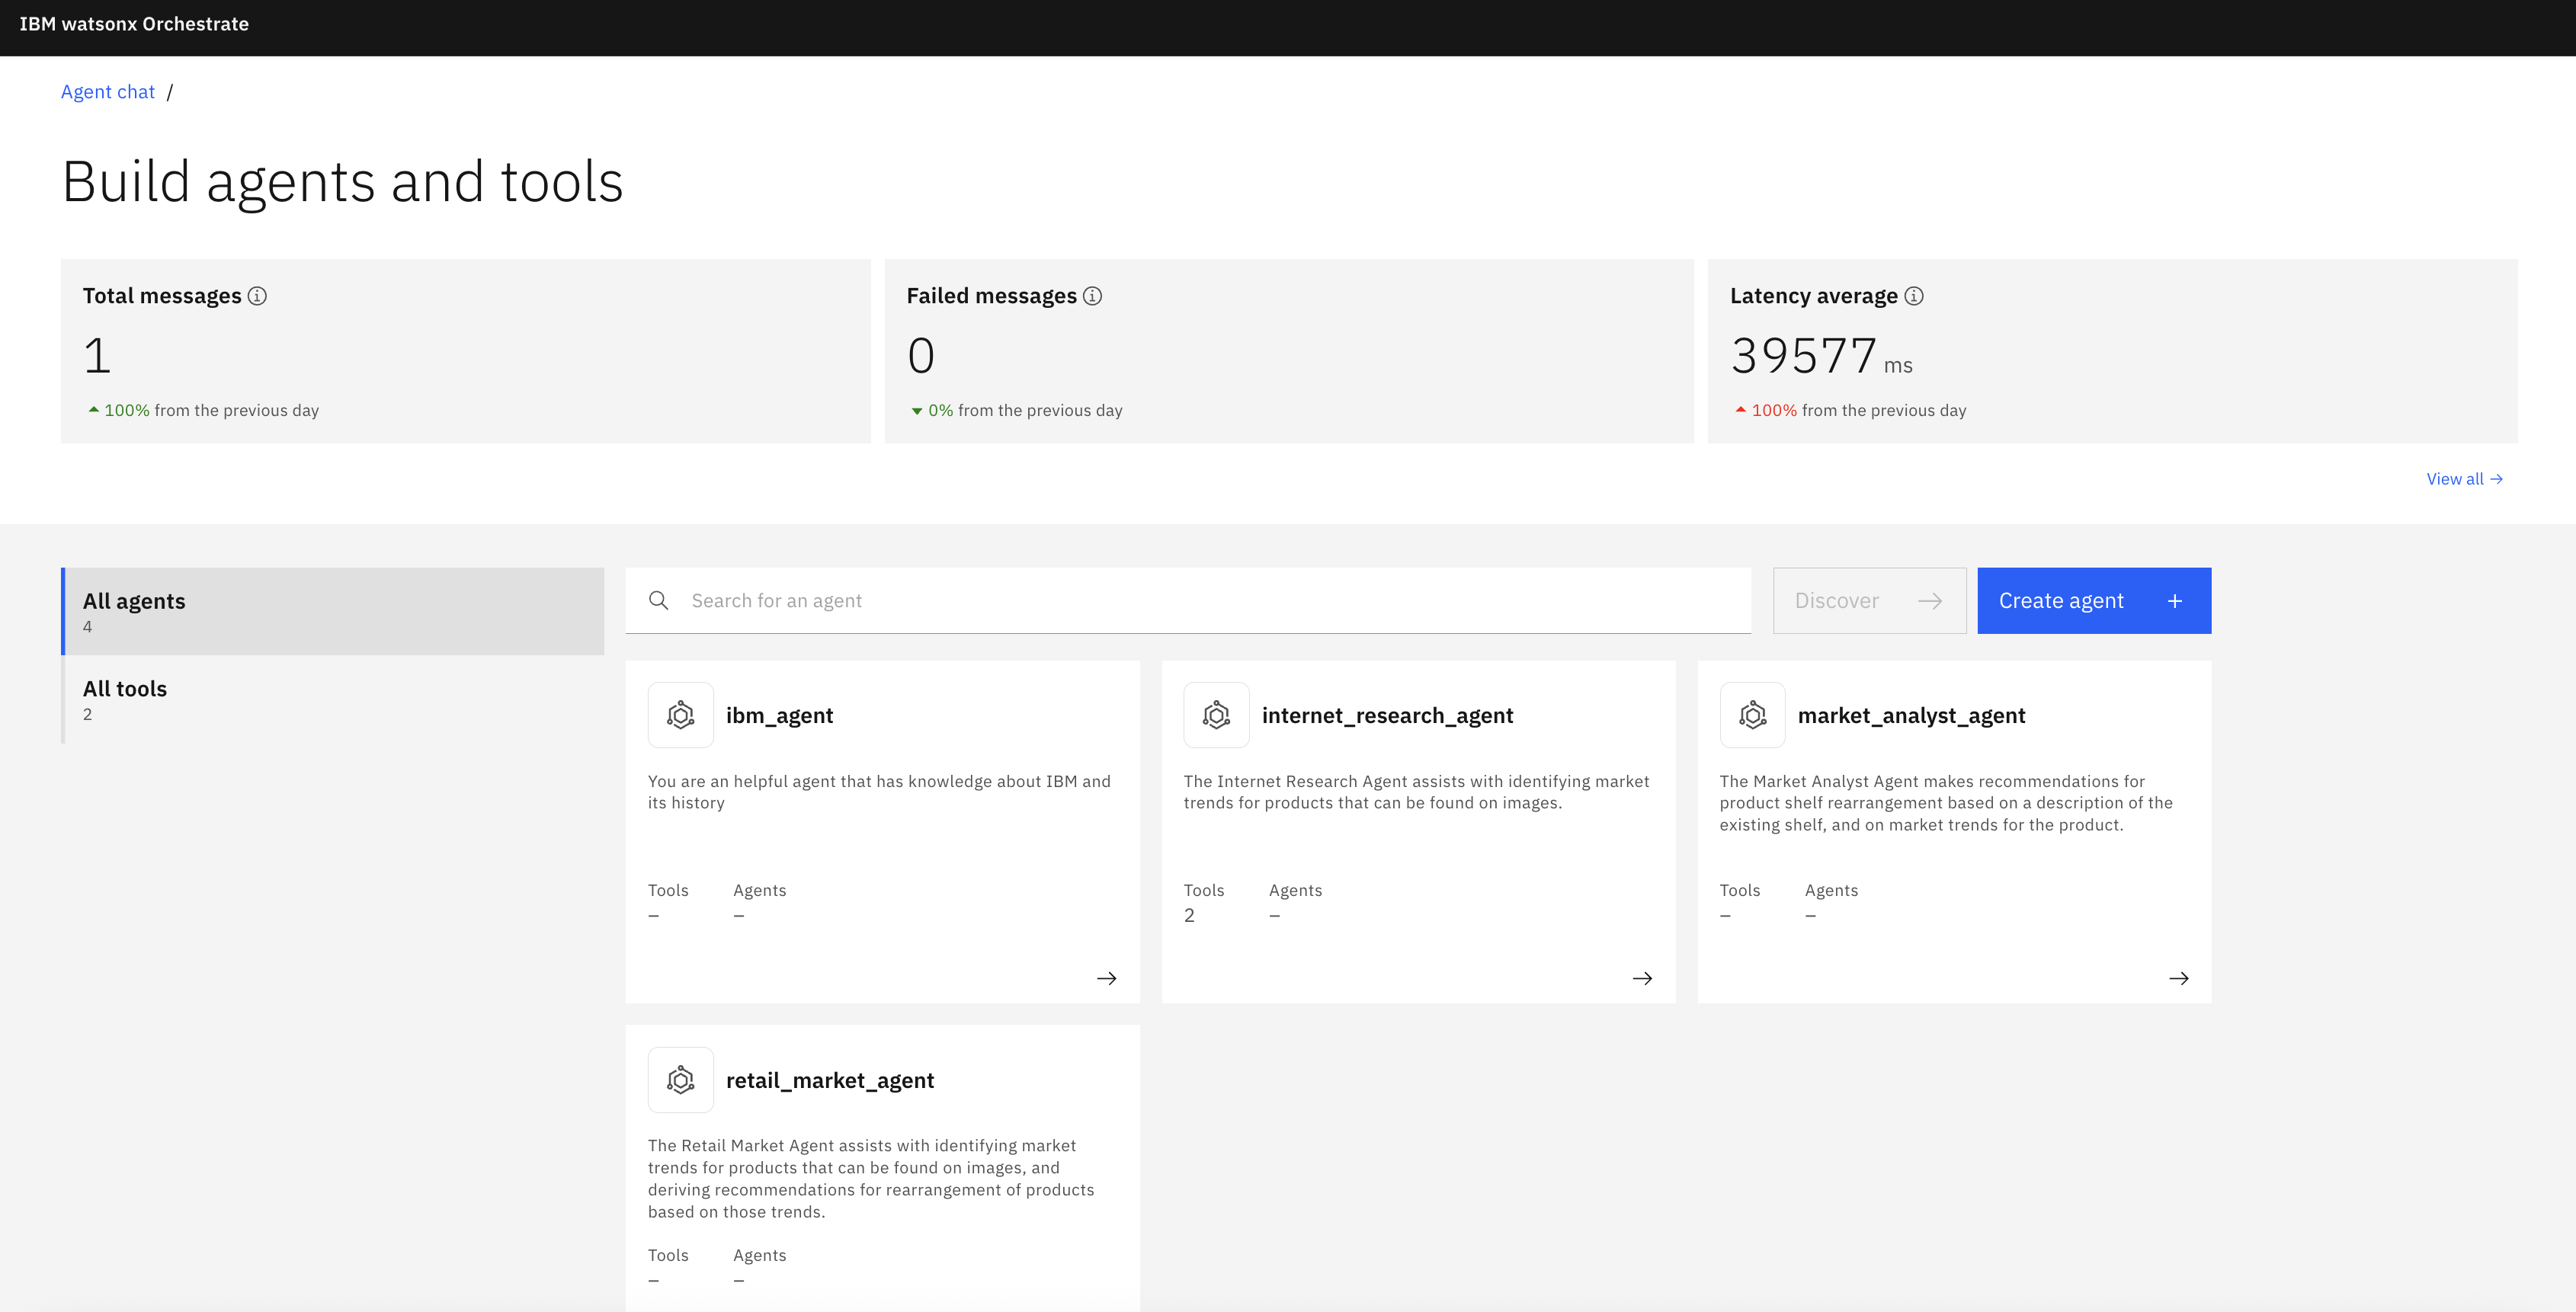 IBM watsonx Orchestrate
Agent chat /
Build agents and tools
Total messages
1
100% from the previous day
Failed messages
0
0% from the previous day
Latency average
39577 ms
100% from the previous day
View all →
All agents
4
All tools
2
Search for an agent
Discover →
Create agent +
ibm_agent
You are an helpful agent that has knowledge about IBM and
its history
Tools Agents
– –
internet_research_agent
The Internet Research Agent assists with identifying market
trends for products that can be found on images.
Tools Agents
2 –
market_analyst_agent
The Market Analyst Agent makes recommendations for
product shelf rearrangement based on a description of the
existing shelf, and on market trends for the product.
Tools Agents
– –
retail_market_agent
The Retail Market Agent assists with identifying market
trends for products that can be found on images, and
deriving recommendations for rearrangement of products
based on those trends.
Tools Agents
– –